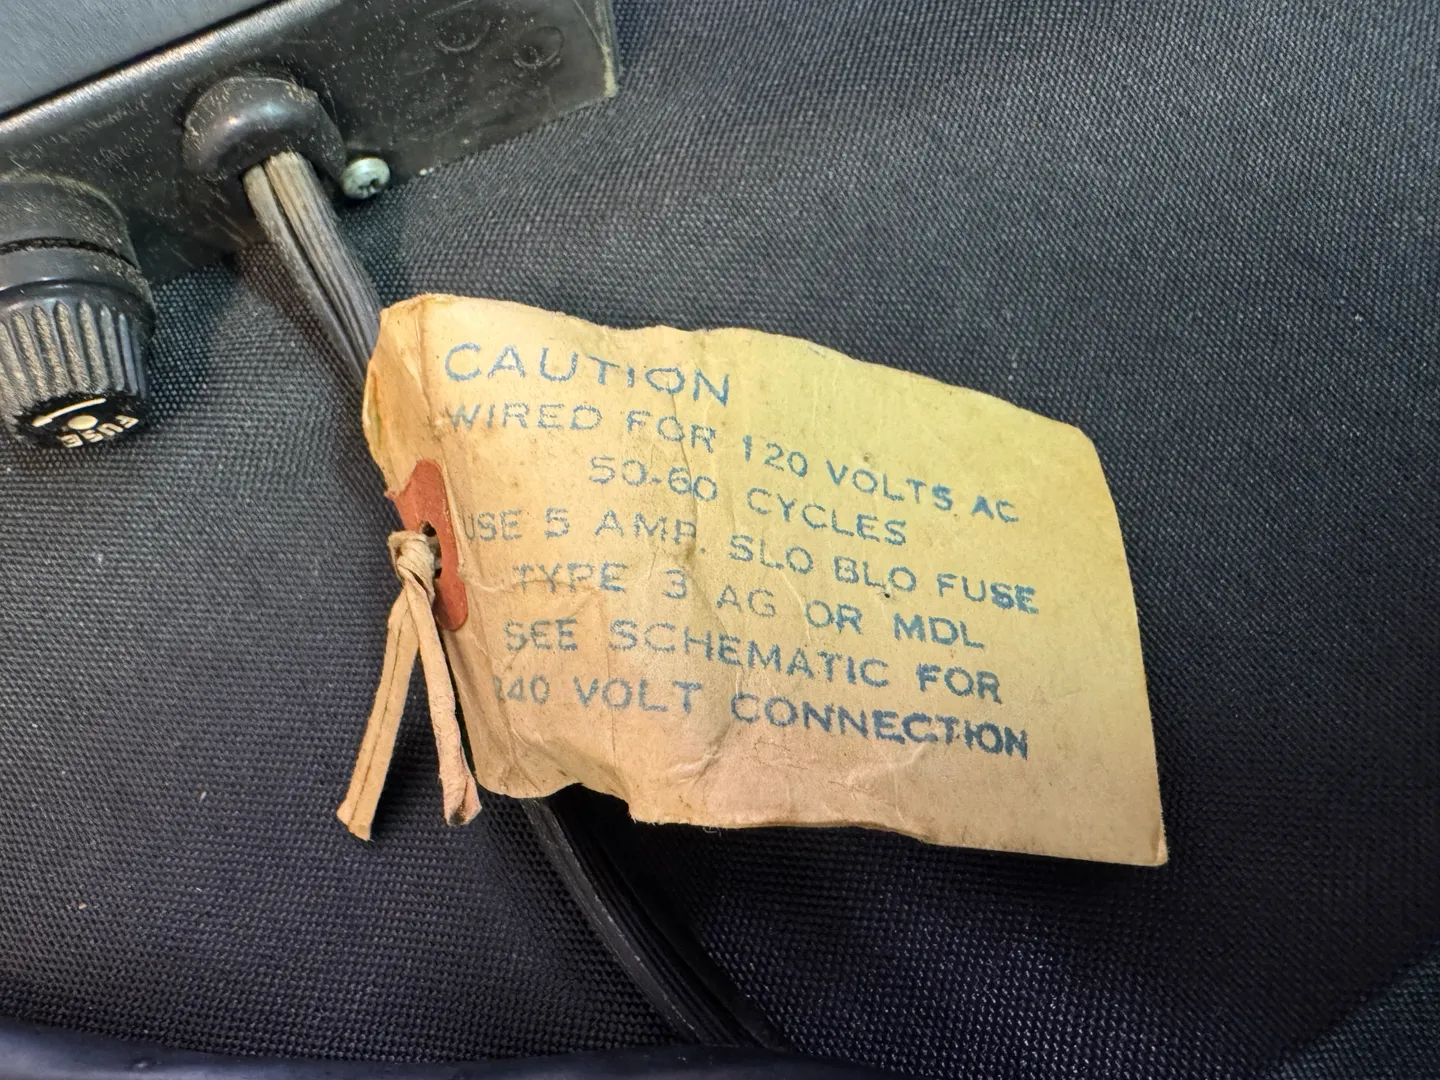 CAUTION
WIRED FOR 120 VOLTS AC
50-60 CYCLES
USE 5 AMP. SLO BLO FUSE
TYPE 3 AG OR MDL
SEE SCHEMATIC FOR
240 VOLT CONNECTION
FUSE